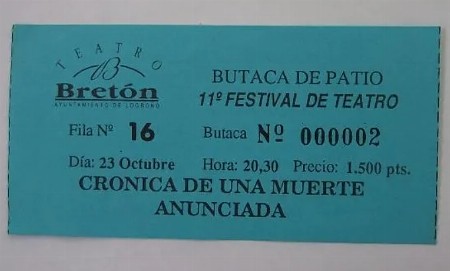 TEATRO
Bretón
AYUNTAMIENTO DE LOGROÑO
BUTACA DE PATIO
11º FESTIVAL DE TEATRO
Fila Nº 16
Butaca Nº 000002
Día: 23 Octubre Hora: 20,30 Precio: 1.500 pts.
CRONICA DE UNA MUERTE
ANUNCIADA